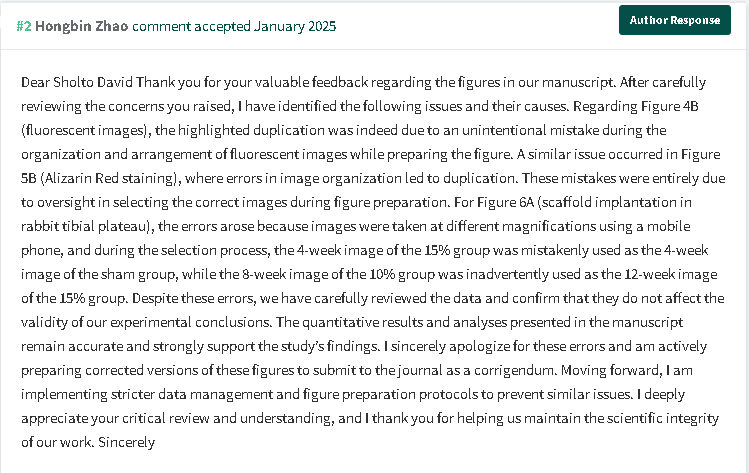 #2 Hongbin Zhao comment accepted January 2025
Author Response
Dear Sholto David Thank you for your valuable feedback regarding the figures in our manuscript. After carefully
reviewing the concerns you raised, I have identified the following issues and their causes. Regarding Figure 4B
(fluorescent images), the highlighted duplication was indeed due to an unintentional mistake during the
organization and arrangement of fluorescent images while preparing the figure. A similar issue occurred in Figure
5B (Alizarin Red staining), where errors in image organization led to duplication. These mistakes were entirely due
to oversight in selecting the correct images during figure preparation. For Figure 6A (scaffold implantation in
rabbit tibial plateau), the errors arose because images were taken at different magnifications using a mobile
phone, and during the selection process, the 4-week image of the 15% group was mistakenly used as the 4-week
image of the sham group, while the 8-week image of the 10% group was inadvertently used as the 12-week image
of the 15% group. Despite these errors, we have carefully reviewed the data and confirm that they do not affect the
validity of our experimental conclusions. The quantitative results and analyses presented in the manuscript
remain accurate and strongly support the study's findings. I sincerely apologize for these errors and am actively
preparing corrected versions of these figures to submit to the journal as a corrigendum. Moving forward, I am
implementing stricter data management and figure preparation protocols to prevent similar issues. I deeply
appreciate your critical review and understanding, and I thank you for helping us maintain the scientific integrity
of our work. Sincerely